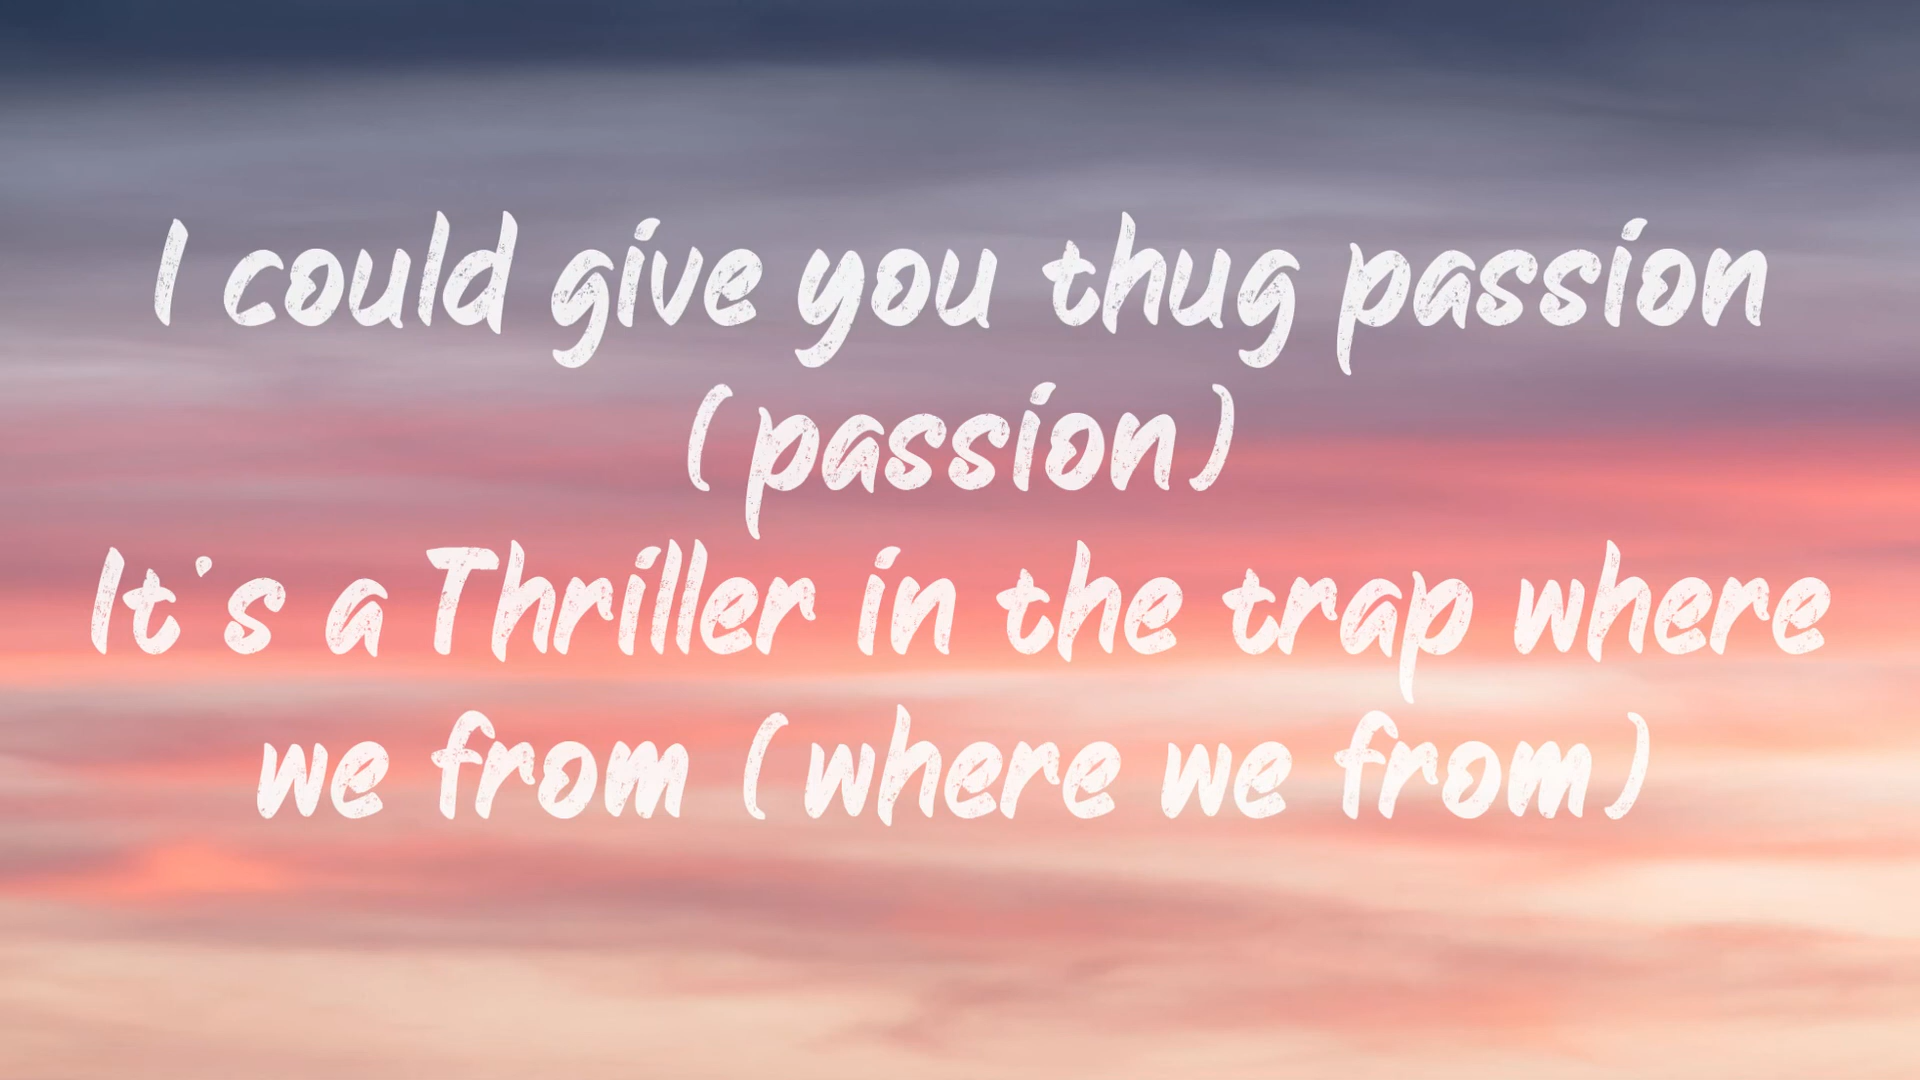 I could give you thug passion
(passion)
It's a Thriller in the trap where
we from (where we from)